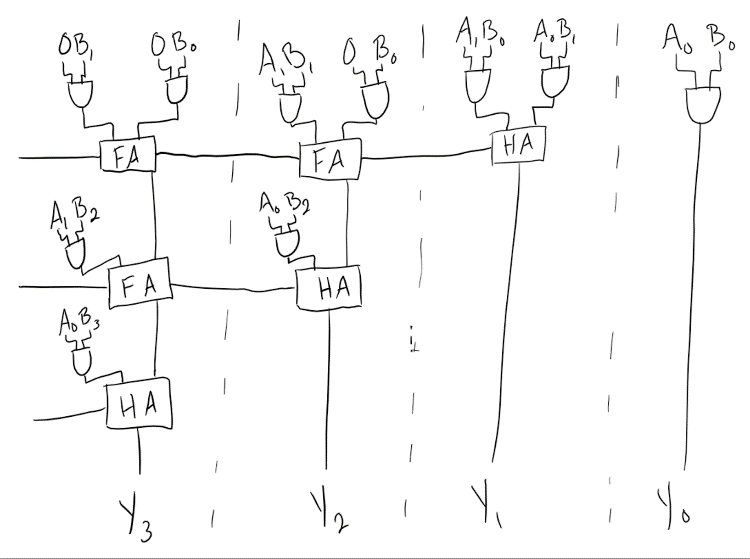 0B₁ 0B₀ A₁B₁ 0 B₀ A₁B₀ A₀B₁ A₀ B₀
FA FA HA
A₁B₂ A₀B₂
FA HA
A₀B₃
HA
Y₃ Y₂ Y₁ Y₀